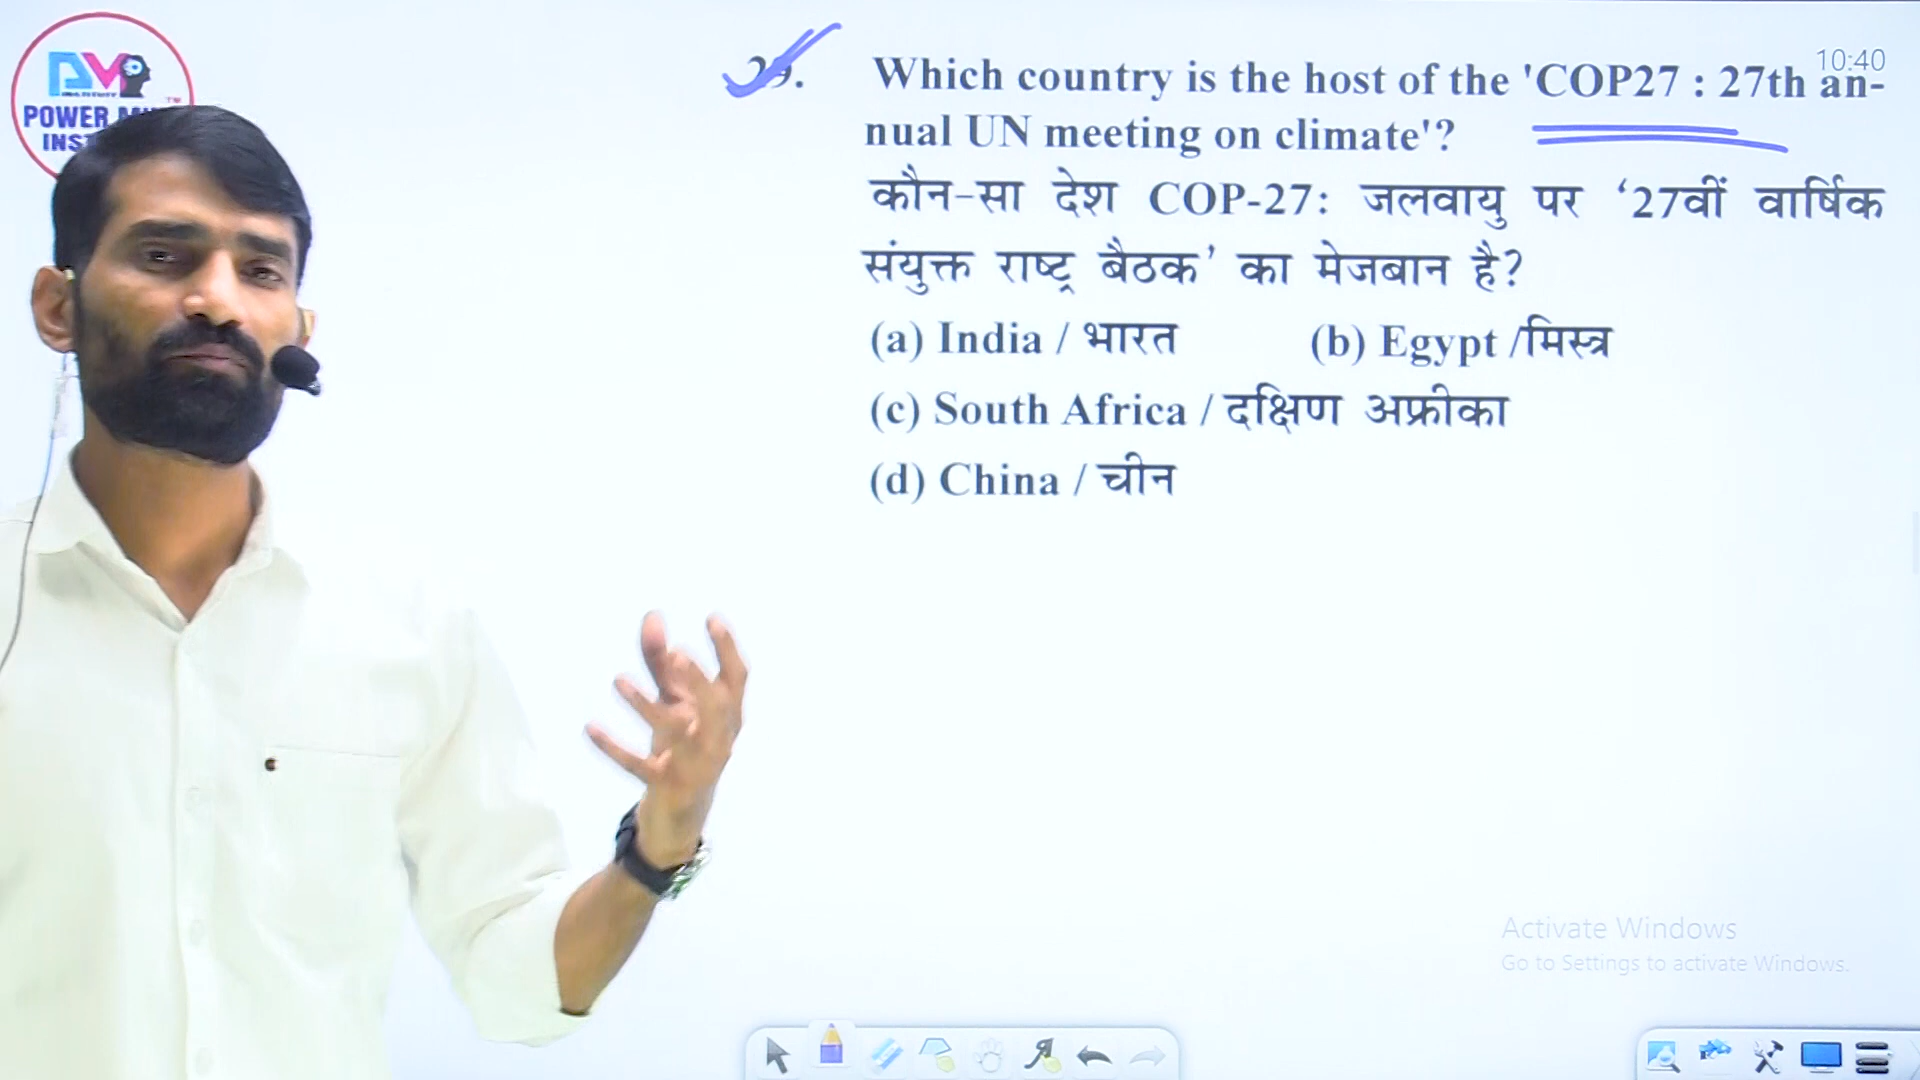 10:40
POWER
INST
29. Which country is the host of the 'COP27 : 27th an-
nual UN meeting on climate'?
कौन-सा देश COP-27: जलवायु पर ‘27वीं वार्षिक
संयुक्त राष्ट्र बैठक’ का मेजबान है?
(a) India / भारत (b) Egypt /मिस्त्र
(c) South Africa / दक्षिण अफ्रीका
(d) China / चीन
Activate Windows
Go to Settings to activate Windows.